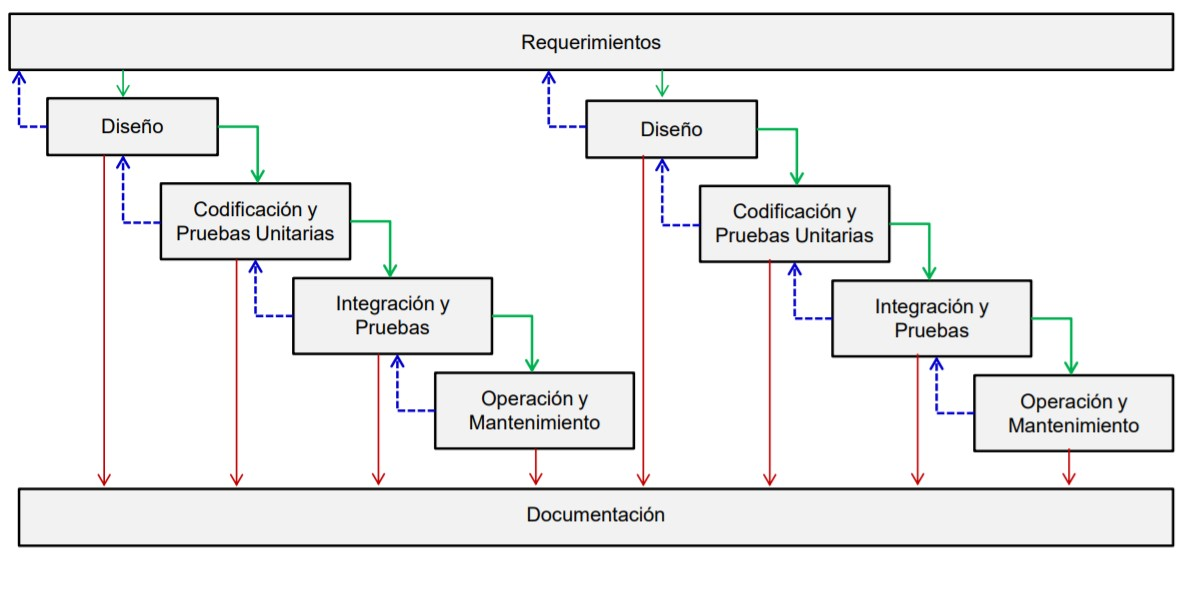 Requerimientos
Diseño
Codificación y
Pruebas Unitarias
Integración y
Pruebas
Operación y
Mantenimiento
Diseño
Codificación y
Pruebas Unitarias
Integración y
Pruebas
Operación y
Mantenimiento
Documentación